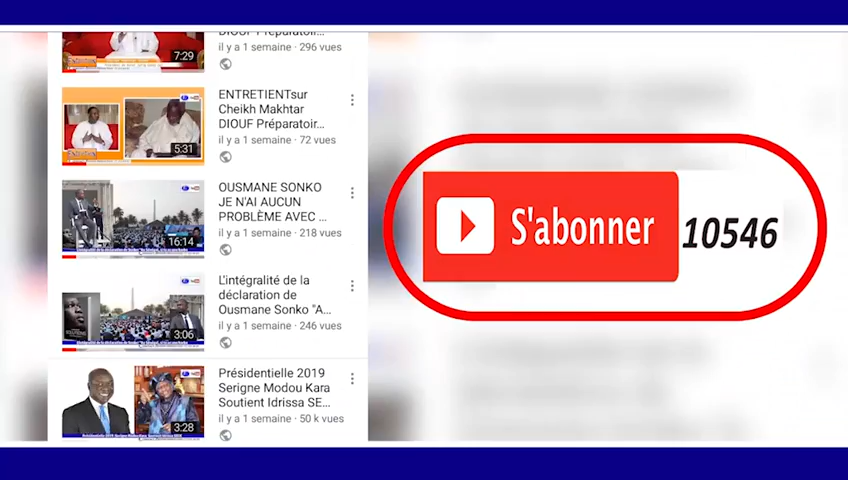 DIOUF Préparatoir...
il y a 1 semaine · 296 vues
7:29
ENTRETIENTsur
Cheikh Makhtar
DIOUF Préparatoir...
il y a 1 semaine · 72 vues
ENTRETIEN
5:31
OUSMANE SONKO
JE N'AI AUCUN
PROBLÈME AVEC ...
il y a 1 semaine · 218 vues
16:14
L'intégralité de la
déclaration de
Ousmane Sonko "A...
il y a 1 semaine · 246 vues
3:06
Présidentielle 2019
Serigne Modou Kara
Soutient Idrissa SE...
il y a 1 semaine · 50 k vues
3:28
S'abonner
10546